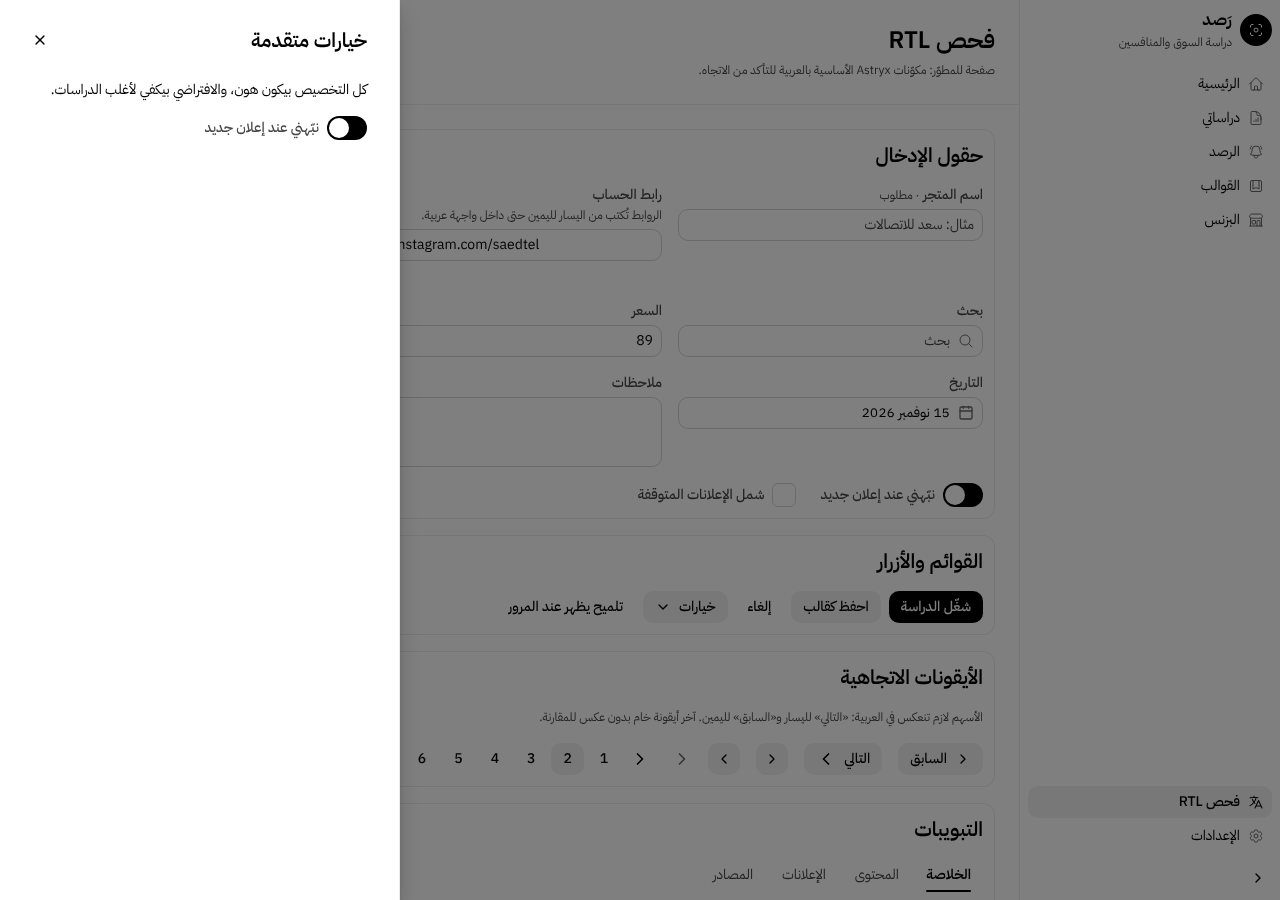 رَصد
دراسة السوق والمنافسين
الرئيسية
دراساتي
الرصد
القوالب
البزنس
فحص RTL
الإعدادات
فحص RTL
صفحة للمطوّر: مكوّنات Astryx الأساسية بالعربية للتأكد من الاتجاه.
حقول الإدخال
اسم المتجر · مطلوب
مثال: سعد للاتصالات
رابط الحساب
الروابط تُكتب من اليسار لليمين حتى داخل واجهة عربية.
nstagram.com/saedtel
بحث
بحث
السعر
89
التاريخ
15 نوفمبر 2026
ملاحظات
نبّهني عند إعلان جديد
شمل الإعلانات المتوقفة
القوائم والأزرار
شغّل الدراسة
احفظ كقالب
إلغاء
خيارات
تلميح يظهر عند المرور
الأيقونات الاتجاهية
الأسهم لازم تنعكس في العربية: «التالي» لليسار و«السابق» لليمين. آخر أيقونة خام بدون عكس للمقارنة.
السابق
التالي
1 2 3 4 5 6
التبويبات
الخلاصة
المحتوى
الإعلانات
المصادر
خيارات متقدمة
كل التخصيص بيكون هون، والافتراضي بيكفي لأغلب الدراسات.
نبّهني عند إعلان جديد